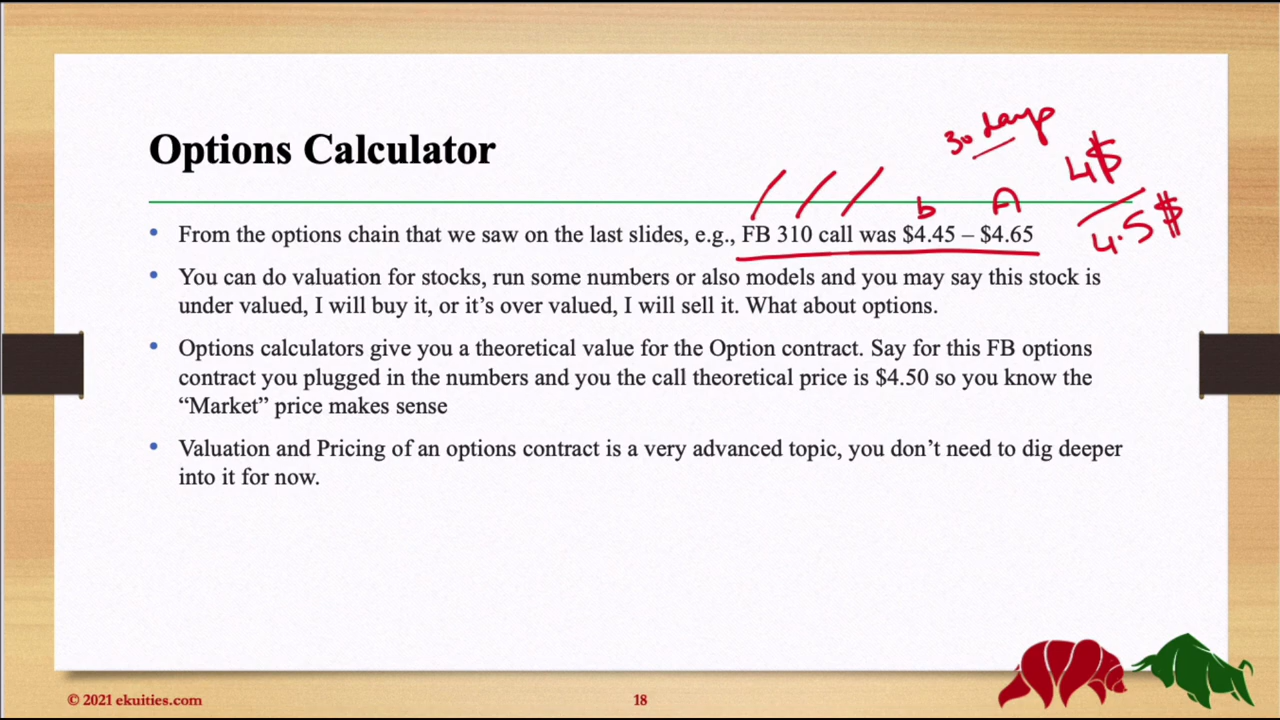 Options Calculator
30 days
4$
4.5$
b A
• From the options chain that we saw on the last slides, e.g., FB 310 call was $4.45 – $4.65
• You can do valuation for stocks, run some numbers or also models and you may say this stock is
under valued, I will buy it, or it’s over valued, I will sell it. What about options.
• Options calculators give you a theoretical value for the Option contract. Say for this FB options
contract you plugged in the numbers and you the call theoretical price is $4.50 so you know the
“Market” price makes sense
• Valuation and Pricing of an options contract is a very advanced topic, you don’t need to dig deeper
into it for now.
© 2021 ekuities.com
18